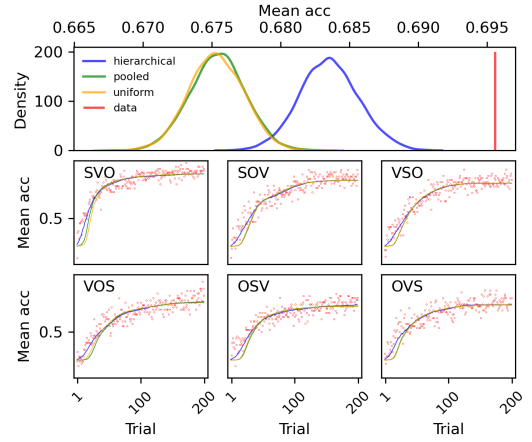 Mean acc
0.665 0.670 0.675 0.680 0.685 0.690 0.695
Density
200
100
0
hierarchical
pooled
uniform
data
SVO SOV VSO
Mean acc
0.5
VOS OSV OVS
Mean acc
0.5
1 100 200 1 100 200 1 100 200
Trial Trial Trial